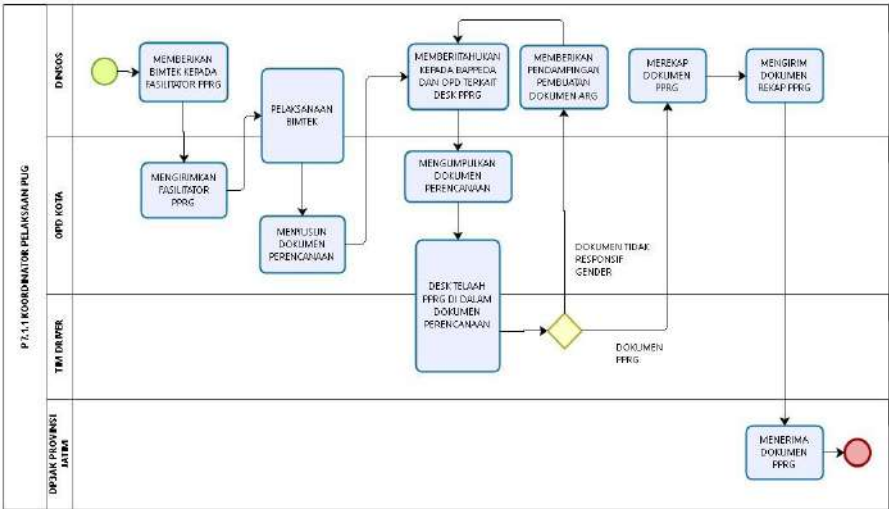 P7.1.1 KOORDINATOR PELAKSAAN PUG
DINSOS
MEMBERIKAN
BIMTEK KEPADA
FASILITATOR PPRG
PELAKSANAAN
BIMTEK
MEMBERIITAHUKAN
KEPADA BAPPEDA
DAN OPD TERKAIT
DESK PPRG
MEMBERIKAN
PENDAMPINGAN
PEMBUATAN
DOKUMEN ARG
MEREKAP
DOKUMEN
PPRG
MENGIRIM
DOKUMEN
REKAP PPRG
OPD KOTA
MENGIRIMKAN
FASILITATOR
PPRG
MENYUSUN
DOKUMEN
PERENCANAAN
MENGUMPULKAN
DOKUMEN
PERENCANAAN
DOKUMEN TIDAK
RESPONSIF
GENDER
TIM DRIVER
DESK TELAAH
PPRG DI DALAM
DOKUMEN
PERENCANAAN
DOKUMEN
PPRG
DP3AK PROVINSI
JATIM
MENERIMA
DOKUMEN
PPRG